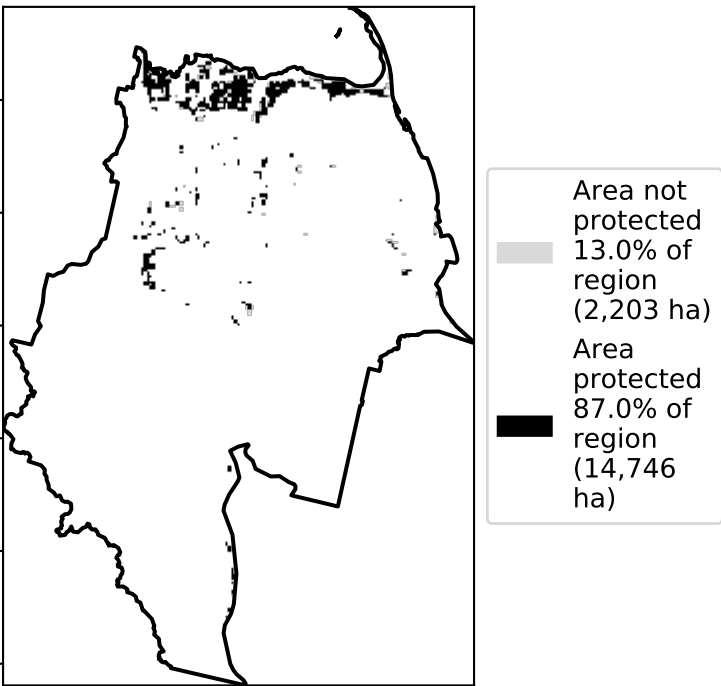 Area not
protected
13.0% of
region
(2,203 ha)
Area
protected
87.0% of
region
(14,746
ha)